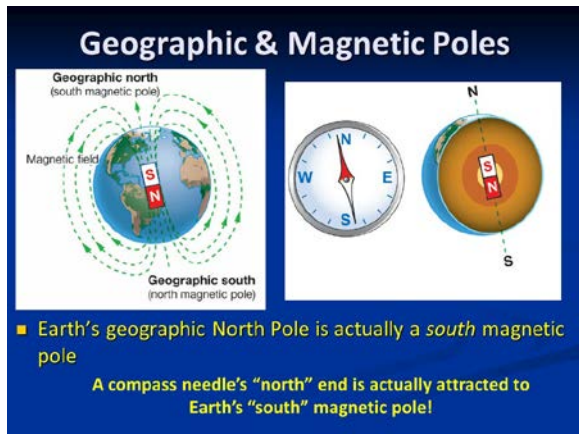 Geographic & Magnetic Poles
Geographic north
(south magnetic pole)
Magnetic field
S
N
Geographic south
(north magnetic pole)
N
W
E
S
N
S
N
S
■ Earth's geographic North Pole is actually a south magnetic
pole
A compass needle's “north” end is actually attracted to
Earth's “south” magnetic pole!